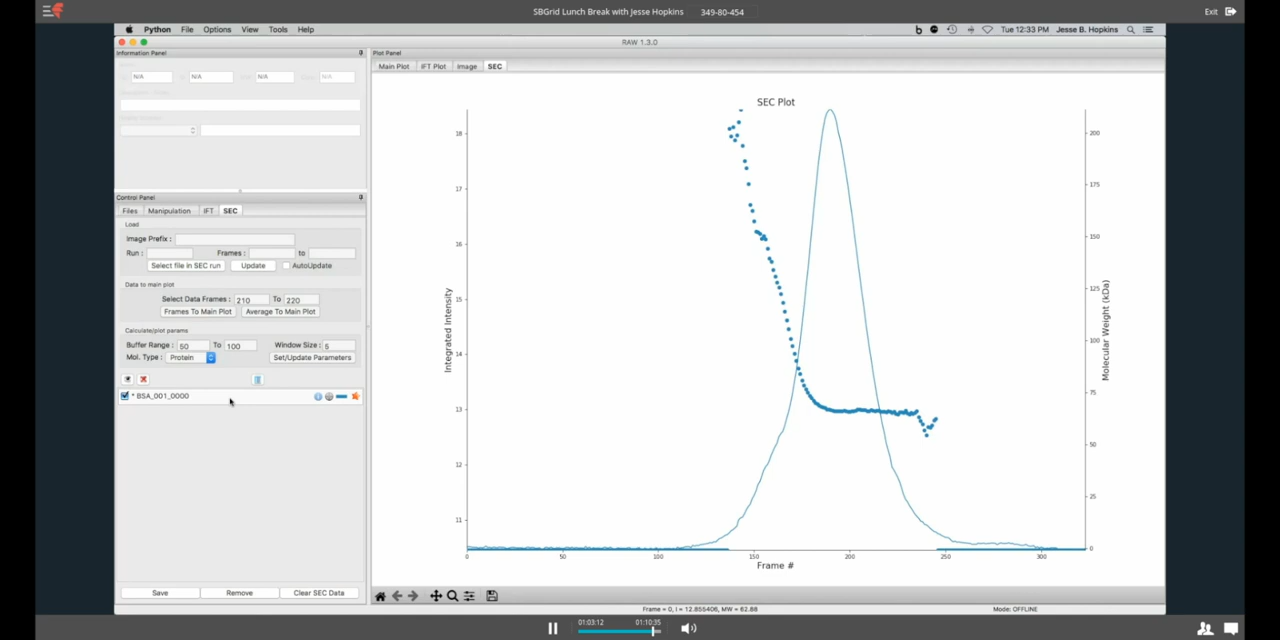 SBGrid Lunch Break with Jesse Hopkins 349-80-454
Exit
Python File Options View Tools Help
Tue 12:33 PM Jesse B. Hopkins
RAW 1.3.0
Information Panel
N/A N/A N/A N/A
Control Panel
Files Manipulation IFT SEC
Load
Image Prefix :
Run : Frames : to
Select file in SEC run Update AutoUpdate
Data to main plot
Select Data Frames : 210 To 220
Frames To Main Plot Average To Main Plot
Calculate/plot params
Buffer Range : 50 To 100 Window Size : 5
Mol. Type : Protein Set/Update Parameters
* BSA_001_0000
Save Remove Clear SEC Data
Plot Panel
Main Plot IFT Plot Image SEC
SEC Plot
Integrated Intensity
18
17
16
15
14
13
12
11
0 50 100 150 200 250 300
Frame #
200
175
150
125
100
75
50
25
0
Molecular Weight (kDa)
Frame = 0, I = 12.855406, MW = 62.88
Mode: OFFLINE
01:03:12 01:10:35